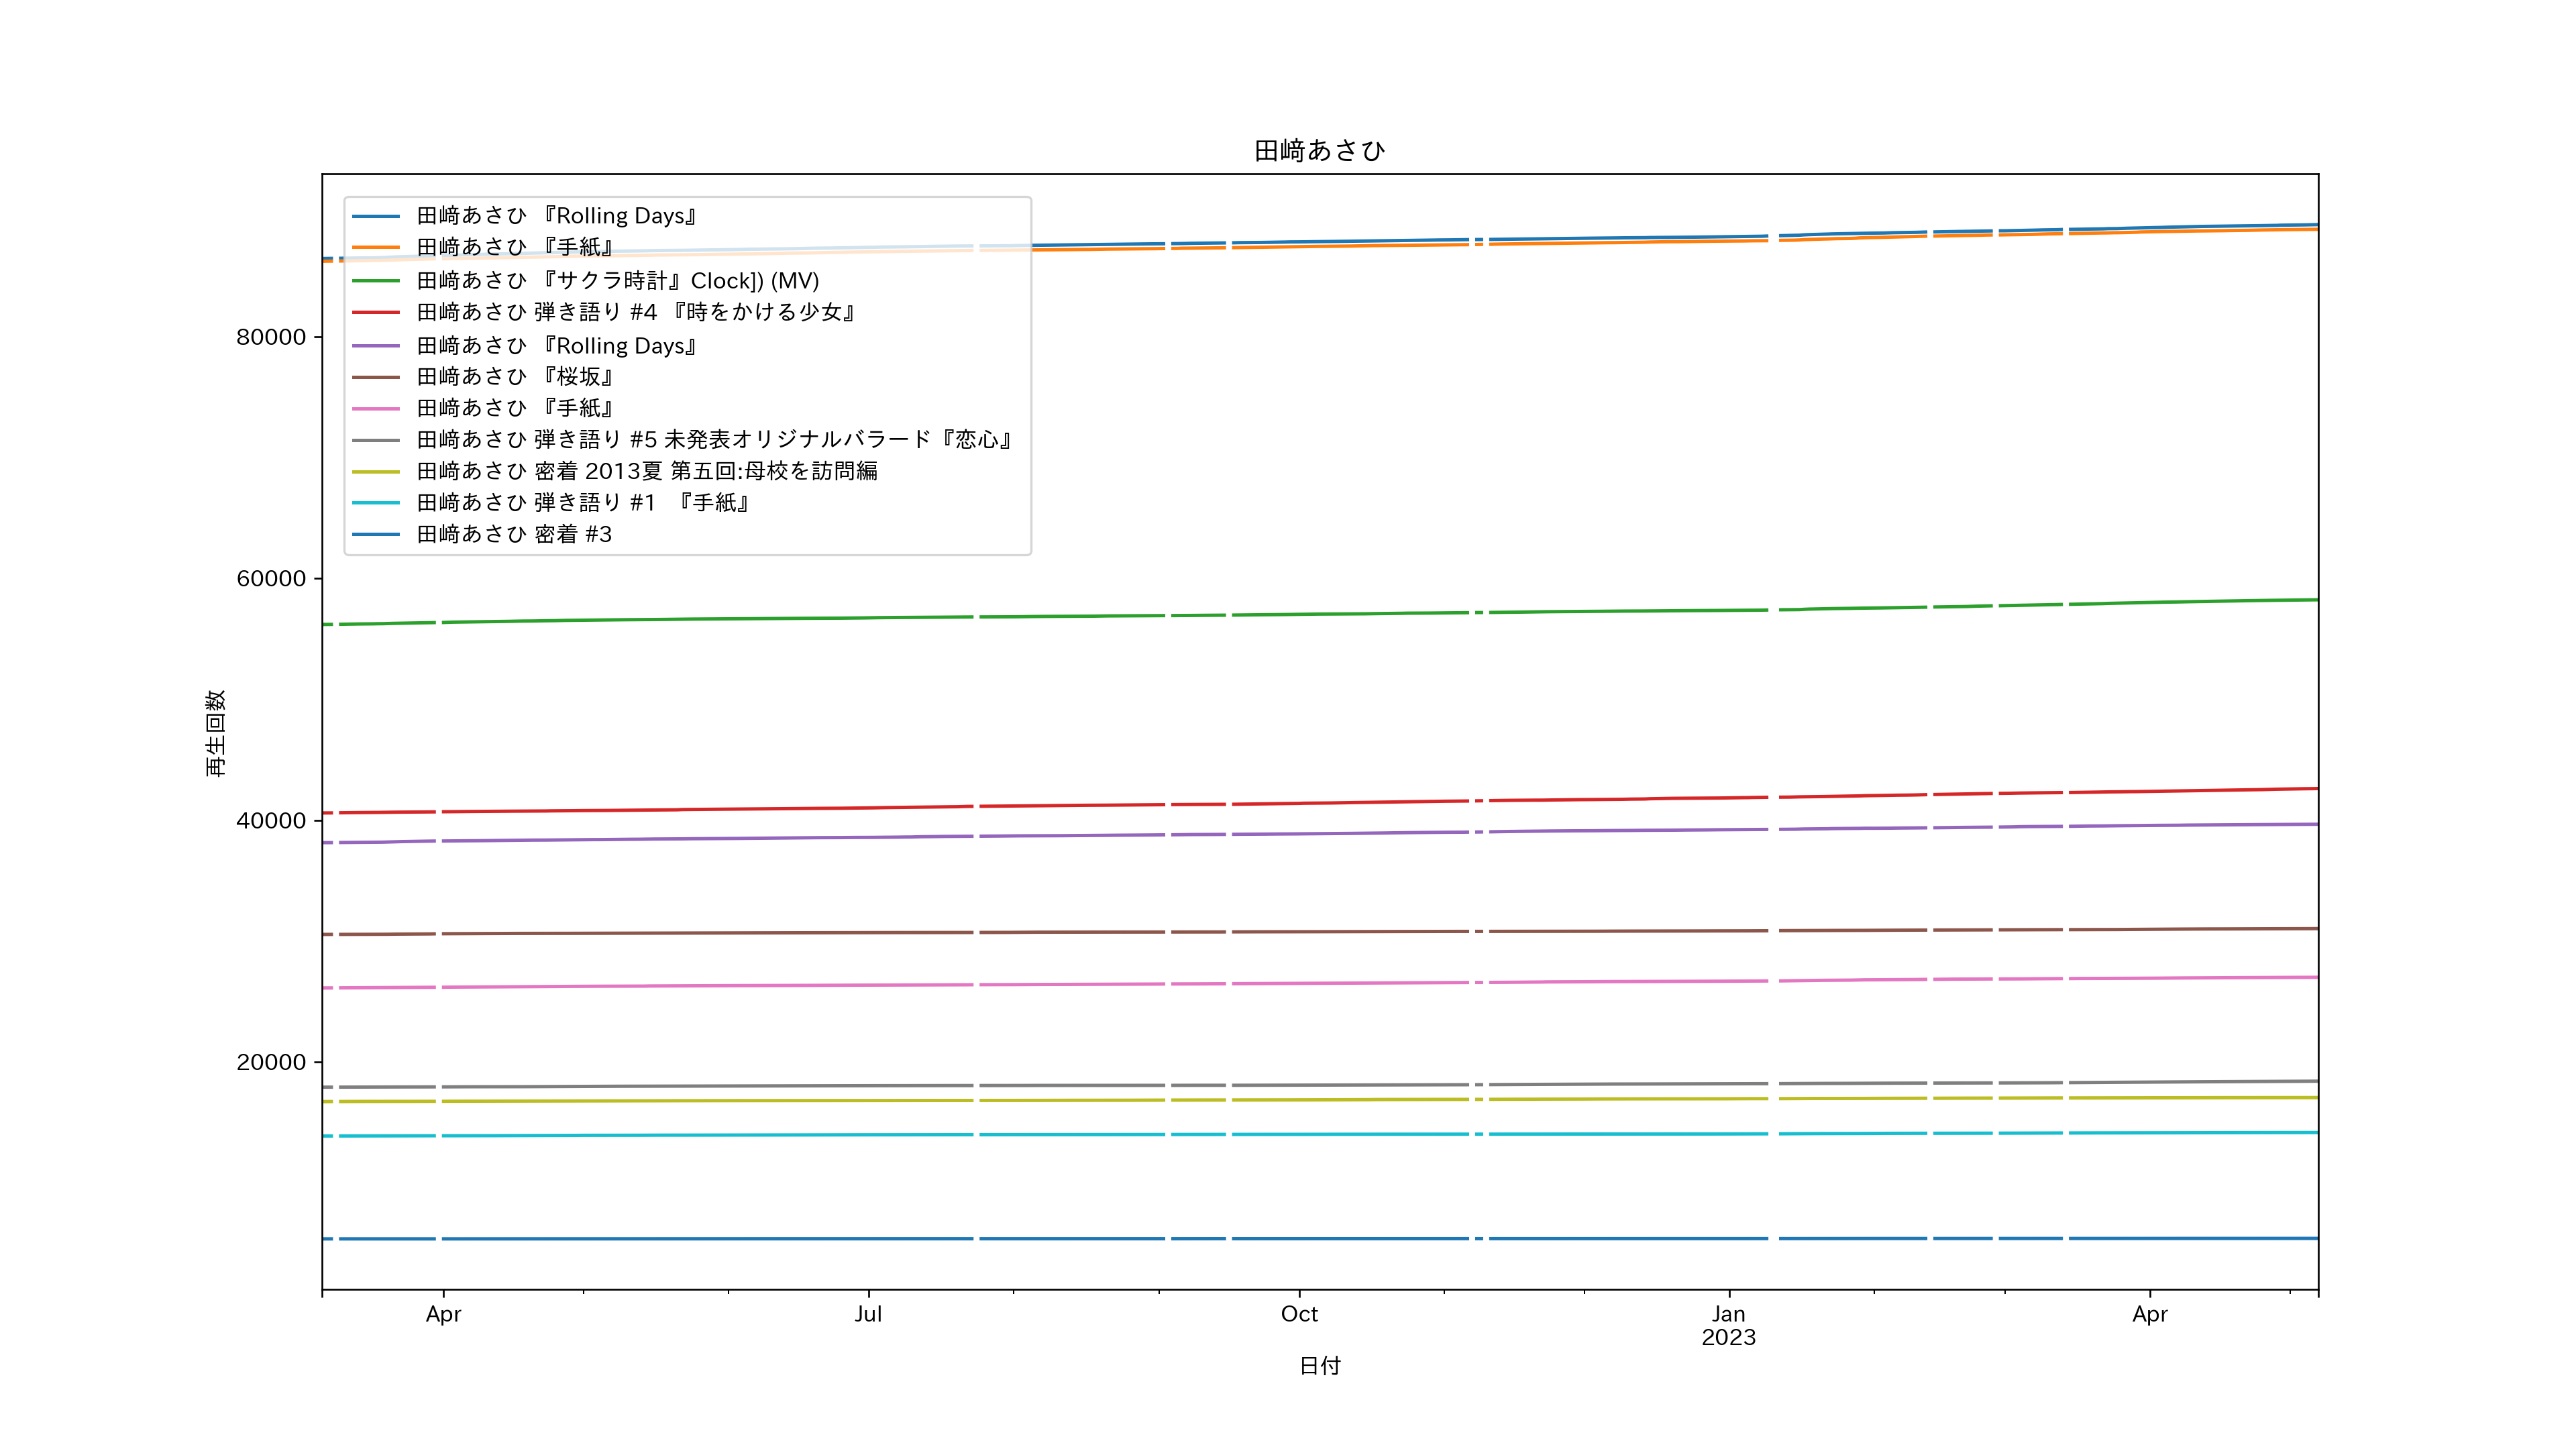 田﨑あさひ
田﨑あさひ 『Rolling Days』
田﨑あさひ 『手紙』
田﨑あさひ 『サクラ時計』Clock]) (MV)
田﨑あさひ 弾き語り #4 『時をかける少女』
田﨑あさひ 『Rolling Days』
田﨑あさひ 『桜坂』
田﨑あさひ 『手紙』
田﨑あさひ 弾き語り #5 未発表オリジナルバラード『恋心』
田﨑あさひ 密着 2013夏 第五回:母校を訪問編
田﨑あさひ 弾き語り #1 『手紙』
田﨑あさひ 密着 #3
80000
60000
40000
20000
再生回数
Apr
Jul
Oct
Jan
2023
Apr
日付